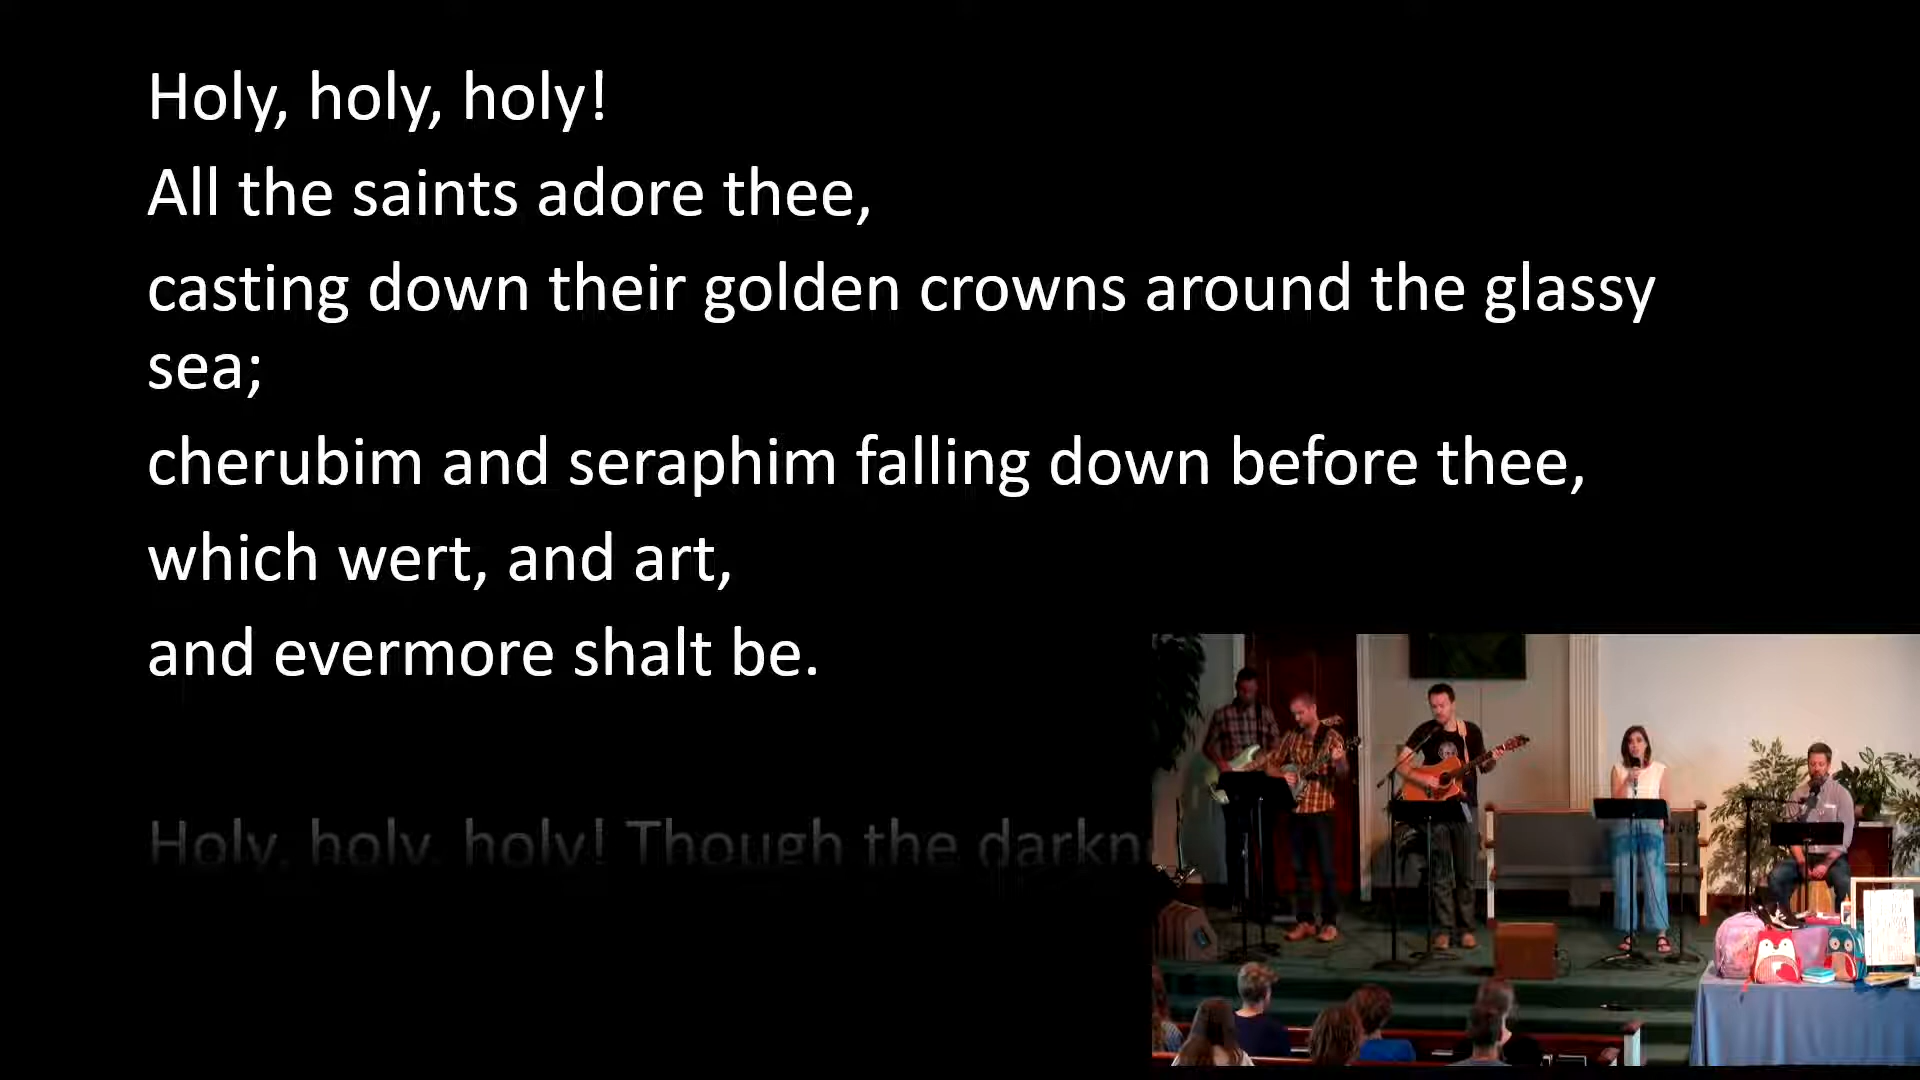 Holy, holy, holy!
All the saints adore thee,
casting down their golden crowns around the glassy
sea;
cherubim and seraphim falling down before thee,
which wert, and art,
and evermore shalt be.
Holy, holy, holy! Though the